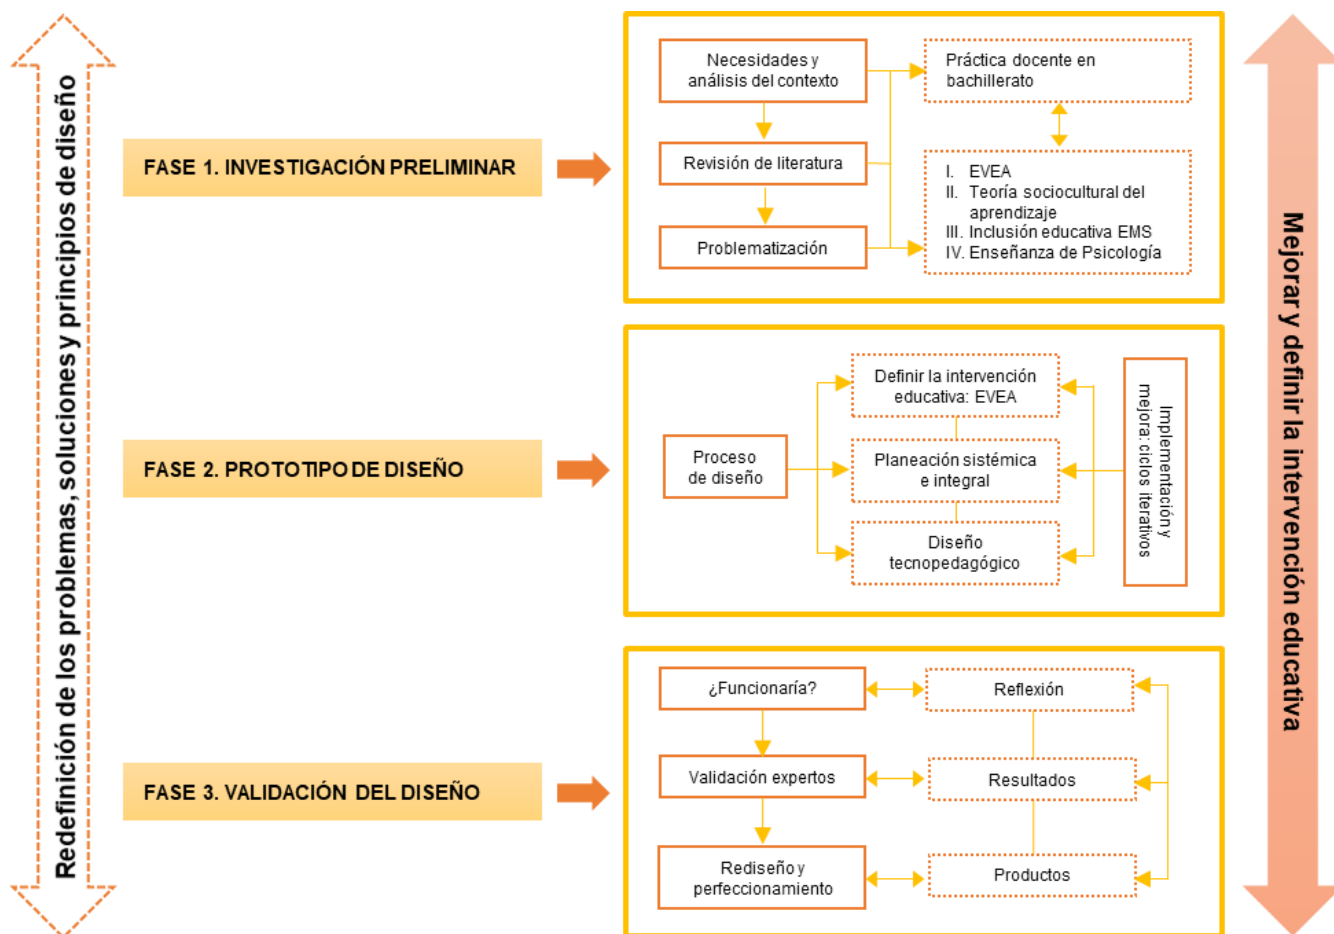 Redefinición de los problemas, soluciones y principios de diseño
FASE 1. INVESTIGACIÓN PRELIMINAR
Necesidades y
análisis del contexto
Revisión de literatura
Problematización
Práctica docente en
bachillerato
I. EVEA
II. Teoría sociocultural del
aprendizaje
III. Inclusión educativa EMS
IV. Enseñanza de Psicología
FASE 2. PROTOTIPO DE DISEÑO
Proceso
de diseño
Definir la intervención
educativa: EVEA
Planeación sistémica
e integral
Diseño
tecnopedagógico
Implementación y
mejora: ciclos iterativos
FASE 3. VALIDACIÓN DEL DISEÑO
¿Funcionaría?
Validación expertos
Rediseño y
perfeccionamiento
Reflexión
Resultados
Productos
Mejorar y definir la intervención educativa